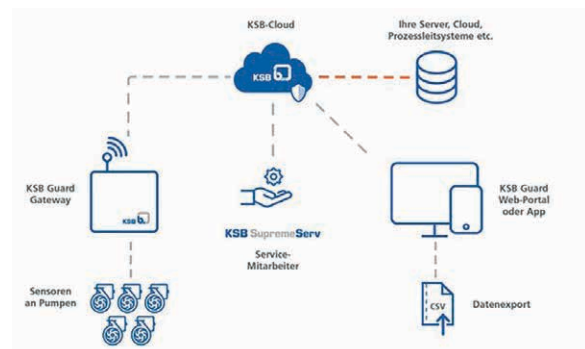 KSB-Cloud
Ihre Server, Cloud,
Prozessleitsysteme etc.
KSB
KSB Guard
Gateway
KSB
KSB SupremeServ
Service-
Mitarbeiter
KSB Guard
Web-Portal
oder App
Sensoren
an Pumpen
CSV
Datenexport